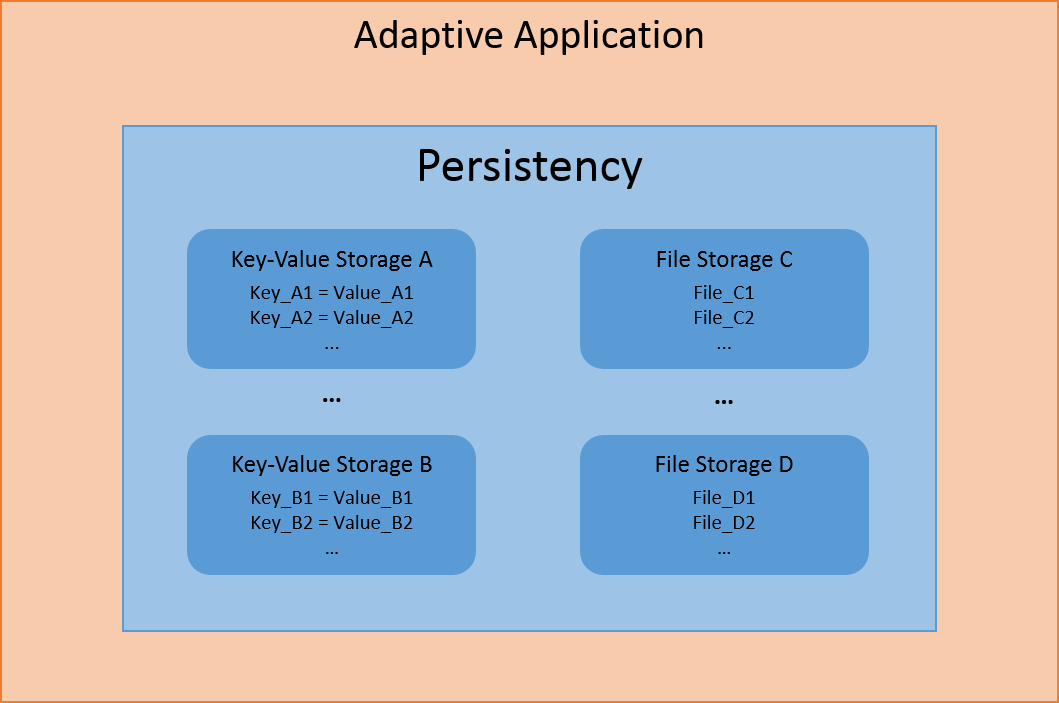 Adaptive Application
Persistency
Key-Value Storage A
Key_A1 = Value_A1
Key_A2 = Value_A2
...
...
Key-Value Storage B
Key_B1 = Value_B1
Key_B2 = Value_B2
...
File Storage C
File_C1
File_C2
...
...
File Storage D
File_D1
File_D2
...